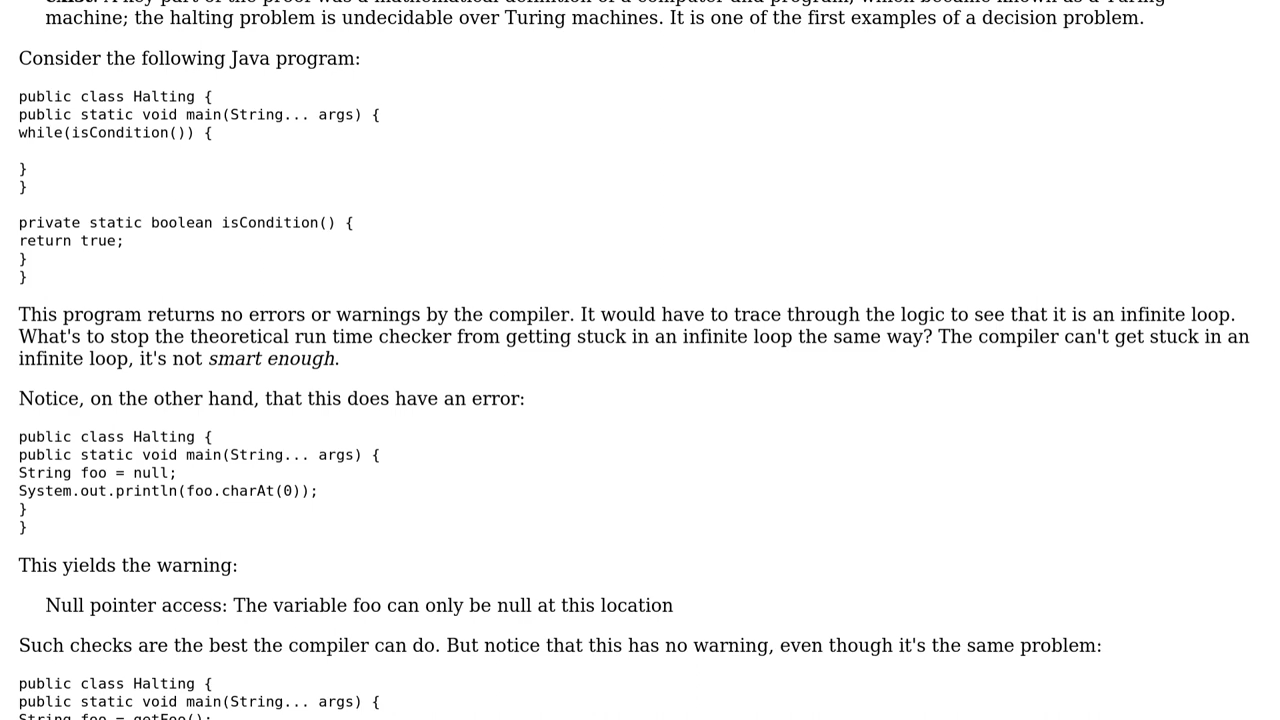 machine; the halting problem is undecidable over Turing machines. It is one of the first examples of a decision problem.
Consider the following Java program:
public class Halting {
public static void main(String... args) {
while(isCondition()) {
}
}
private static boolean isCondition() {
return true;
}
}
This program returns no errors or warnings by the compiler. It would have to trace through the logic to see that it is an infinite loop.
What's to stop the theoretical run time checker from getting stuck in an infinite loop the same way? The compiler can't get stuck in an
infinite loop, it's not smart enough.
Notice, on the other hand, that this does have an error:
public class Halting {
public static void main(String... args) {
String foo = null;
System.out.println(foo.charAt(0));
}
}
This yields the warning:
Null pointer access: The variable foo can only be null at this location
Such checks are the best the compiler can do. But notice that this has no warning, even though it's the same problem:
public class Halting {
public static void main(String... args) {
String foo = getFoo();